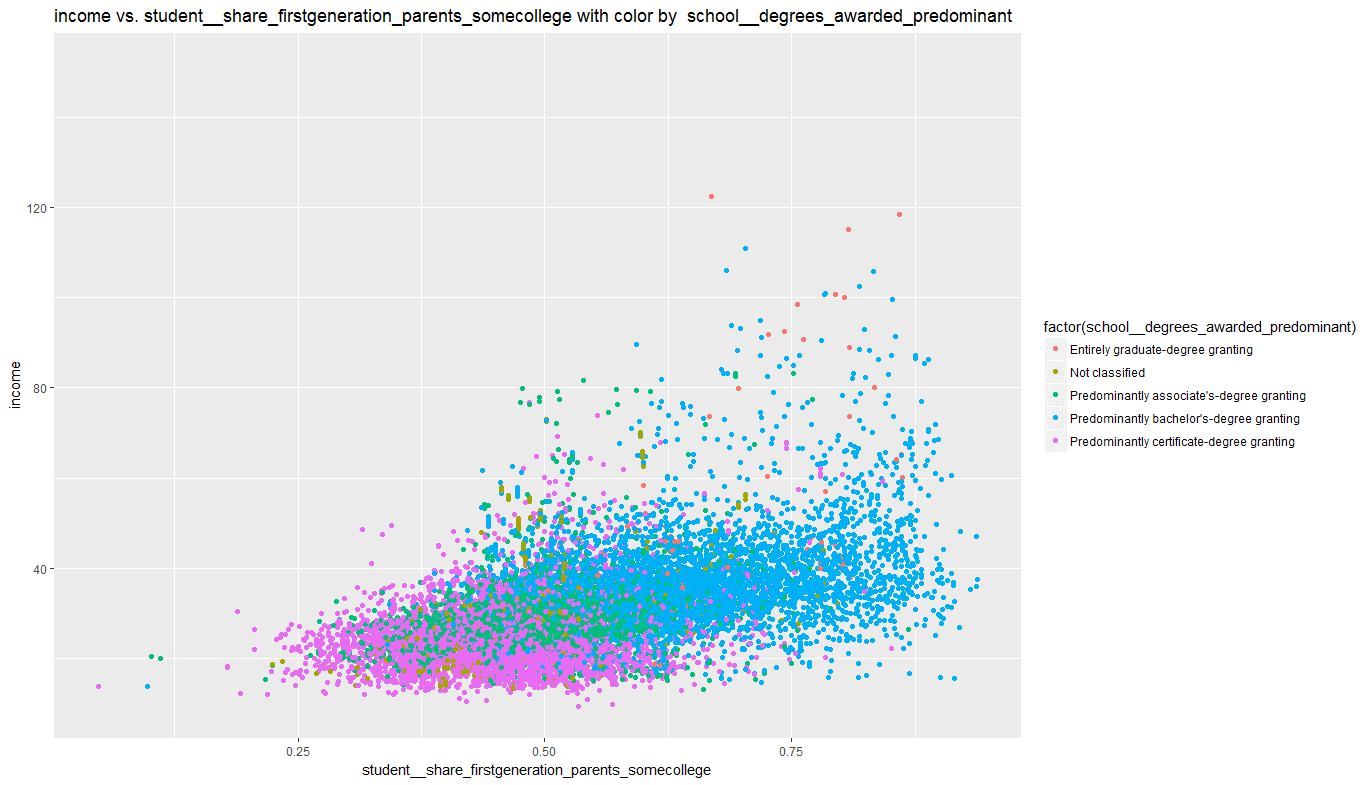 income vs. student__share_firstgeneration_parents_somecollege with color by  school__degrees_awarded_predominant
120
80
40
income
0.25
0.50
0.75
student__share_firstgeneration_parents_somecollege
factor(school__degrees_awarded_predominant)
Entirely graduate-degree granting
Not classified
Predominantly associate's-degree granting
Predominantly bachelor's-degree granting
Predominantly certificate-degree granting